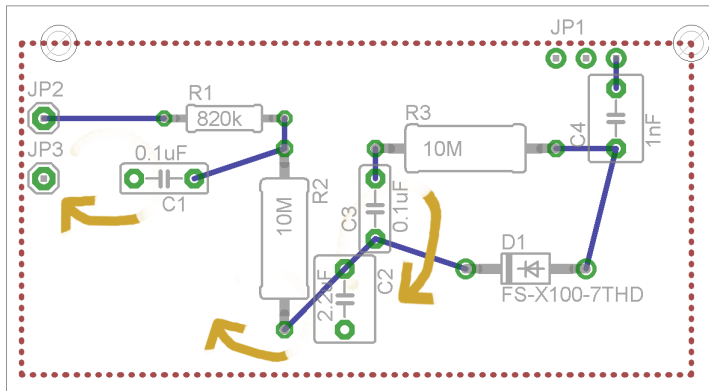 JP1
JP2
R1
820k
R3
10M
C4
1nF
JP3
0.1uF
C1
10M
R2
C3
0.1uF
D1
FS-X100-7THD
2.2uF
C2